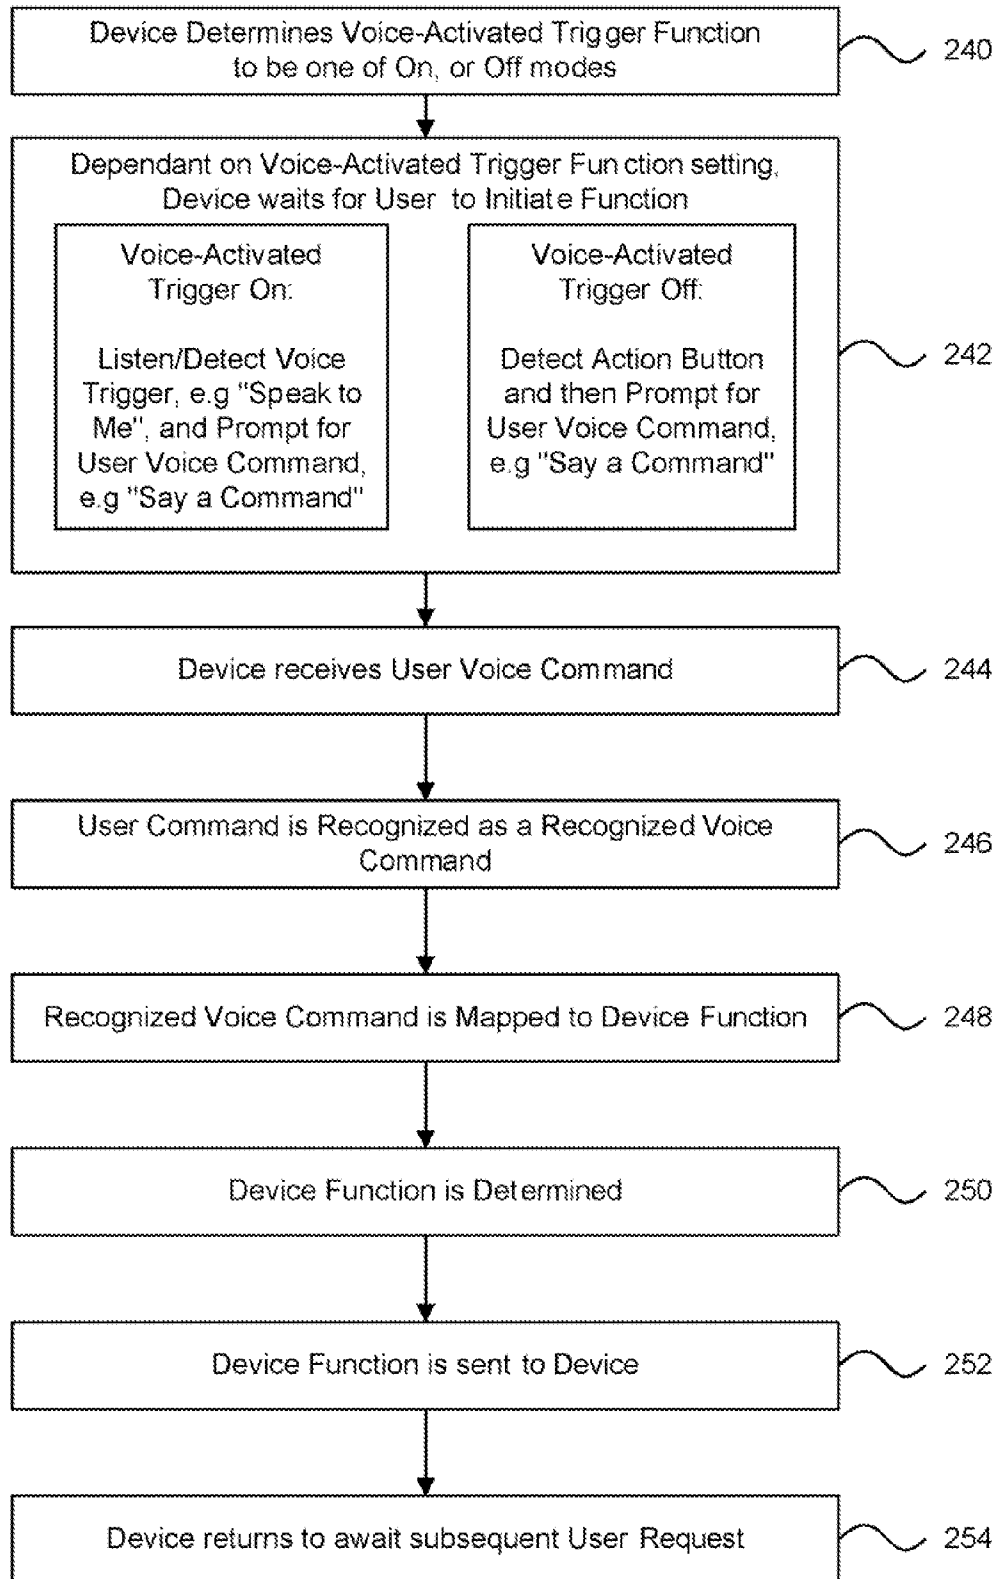 Device Determines Voice-Activated Trigger Function
to be one of On, or Off modes
240
Dependant on Voice-Activated Trigger Function setting,
Device waits for User to Initiate Function
Voice-Activated
Trigger On:
Listen/Detect Voice
Trigger, e.g "Speak to
Me", and Prompt for
User Voice Command,
e.g "Say a Command"
Voice-Activated
Trigger Off:
Detect Action Button
and then Prompt for
User Voice Command,
e.g "Say a Command"
242
Device receives User Voice Command
244
User Command is Recognized as a Recognized Voice
Command
246
Recognized Voice Command is Mapped to Device Function
248
Device Function is Determined
250
Device Function is sent to Device
252
Device returns to await subsequent User Request
254